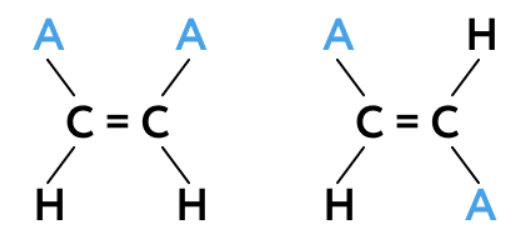 A A A H
C = C C = C
H H H A